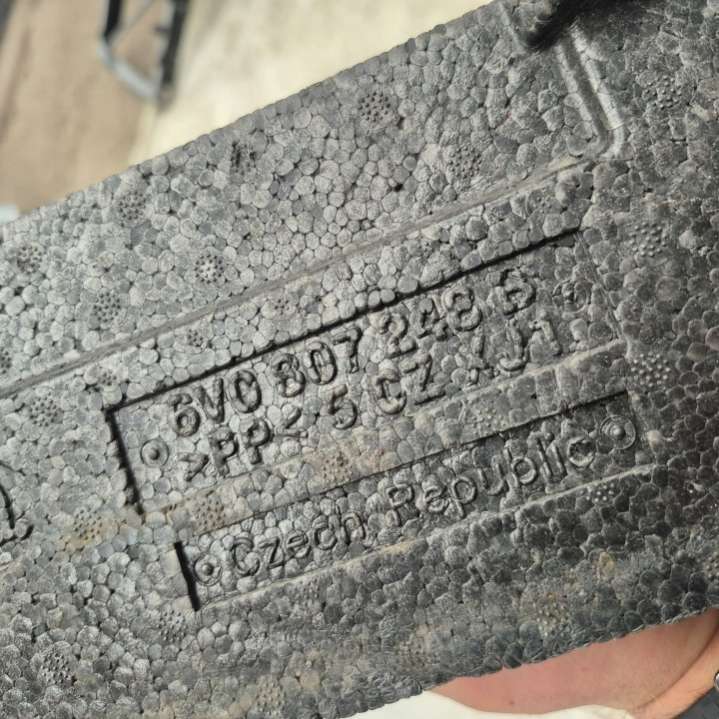 6V0 807 248 B
>PP< 5 CZ XJ1
Czech Republic